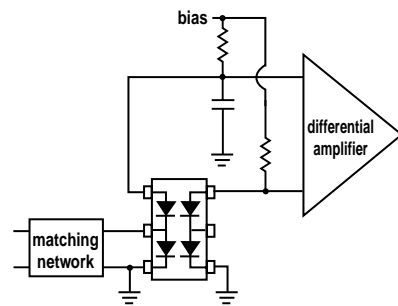 bias
differential
amplifier
matching
network